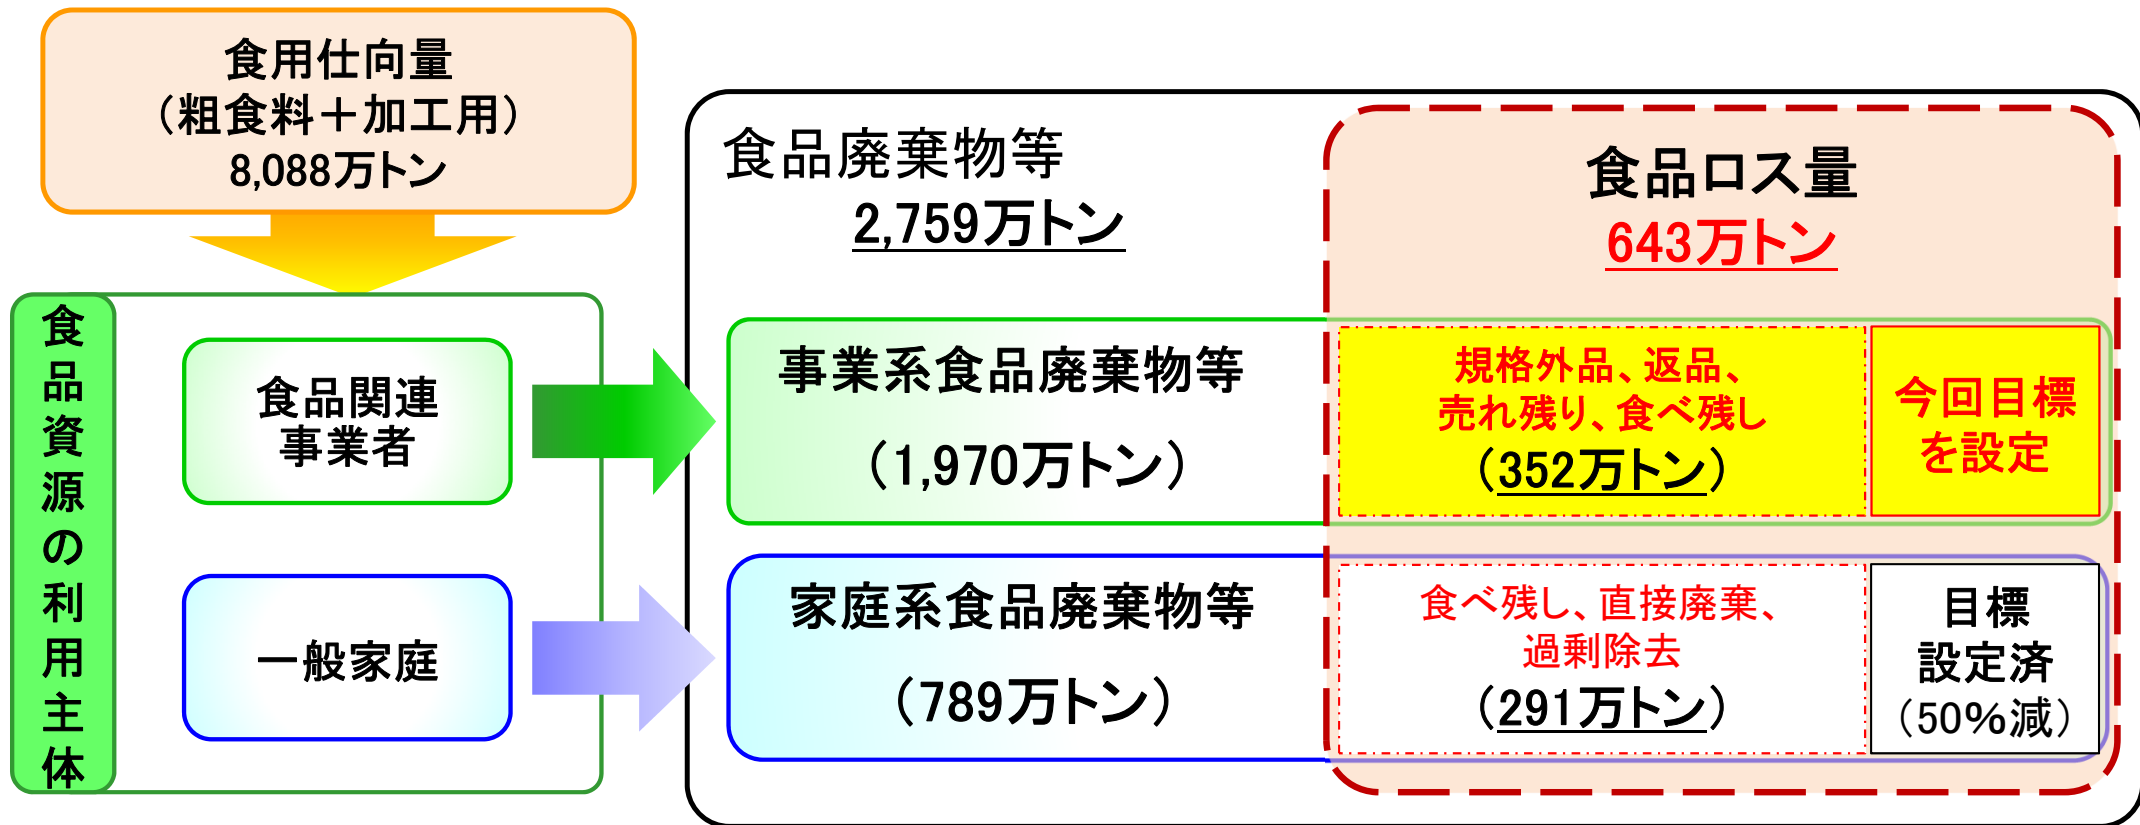 食用仕向量
（粗食料＋加工用）
8,088万トン
食品資源の利用主体
食品関連
事業者
一般家庭
食品廃棄物等
2,759万トン
食品ロス量
643万トン
事業系食品廃棄物等
（1,970万トン）
規格外品、返品、
売れ残り、食べ残し
（352万トン）
今回目標
を設定
家庭系食品廃棄物等
（789万トン）
食べ残し、直接廃棄、
過剰除去
（291万トン）
目標
設定済
（50%減）